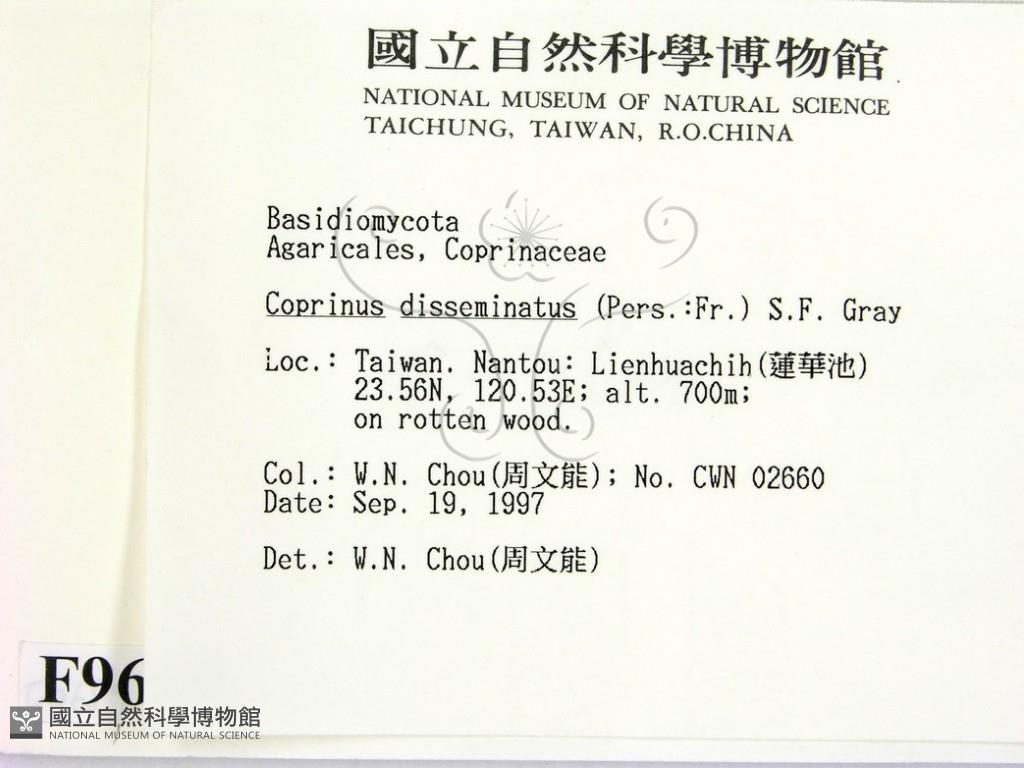 國立自然科學博物館
NATIONAL MUSEUM OF NATURAL SCIENCE
TAICHUNG, TAIWAN, R.O.CHINA
Basidiomycota
Agaricales, Coprinaceae
Coprinus disseminatus (Pers.:Fr.) S.F. Gray
Loc.: Taiwan. Nantou: Lienhuachih(蓮華池)
23.56N, 120.53E; alt. 700m;
on rotten wood.
Col.: W.N. Chou(周文能); No. CWN 02660
Date: Sep. 19, 1997
Det.: W.N. Chou(周文能)
F96
國立自然科學博物館
NATIONAL MUSEUM OF NATURAL SCIENCE